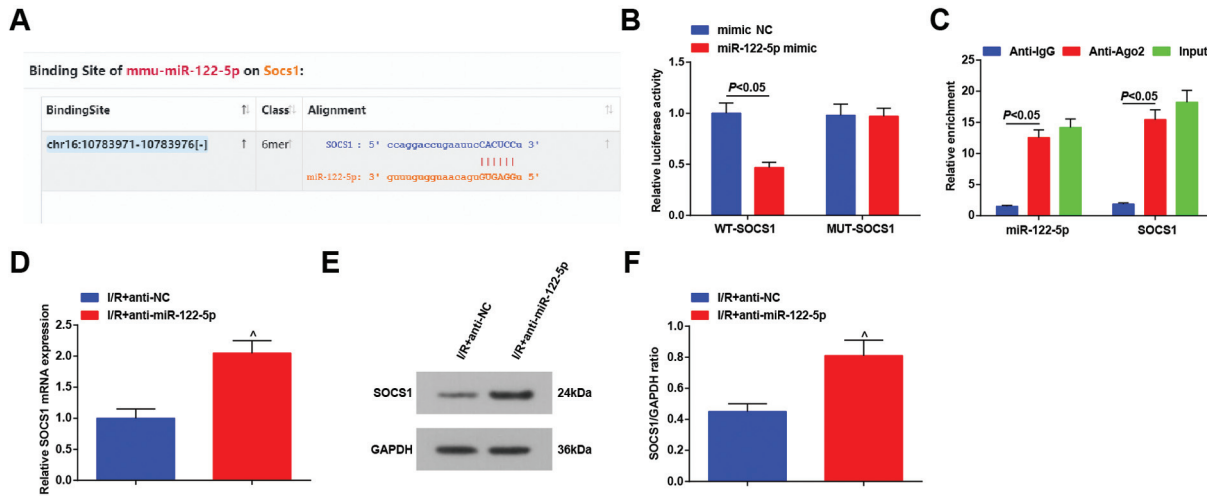 A
Binding Site of mmu-miR-122-5p on Socs1:
BindingSite
Class
Alignment
chr16:10783971-10783976[-]
6mer
SOCS1 : 5' ccaggaccugaauucCACUCCu 3'
miR-122-5p: 3' guuugugguaacaguGUGAGGu 5'
B
mimic NC
miR-122-5p mimic
Relative luciferase activity
1.5
1.0
0.5
0.0
P<0.05
WT-SOCS1
MUT-SOCS1
C
Anti-IgG
Anti-Ago2
Input
Relative enrichment
25
20
15
10
5
0
P<0.05
P<0.05
miR-122-5p
SOCS1
D
I/R+anti-NC
I/R+anti-miR-122-5p
Relative SOCS1 mRNA expression
2.5
2.0
1.5
1.0
0.5
0.0
^
E
I/R+anti-NC
I/R+anti-miR-122-5p
SOCS1
24kDa
GAPDH
36kDa
F
I/R+anti-NC
I/R+anti-miR-122-5p
SOCS1/GAPDH ratio
1.0
0.8
0.6
0.4
0.2
0.0
^